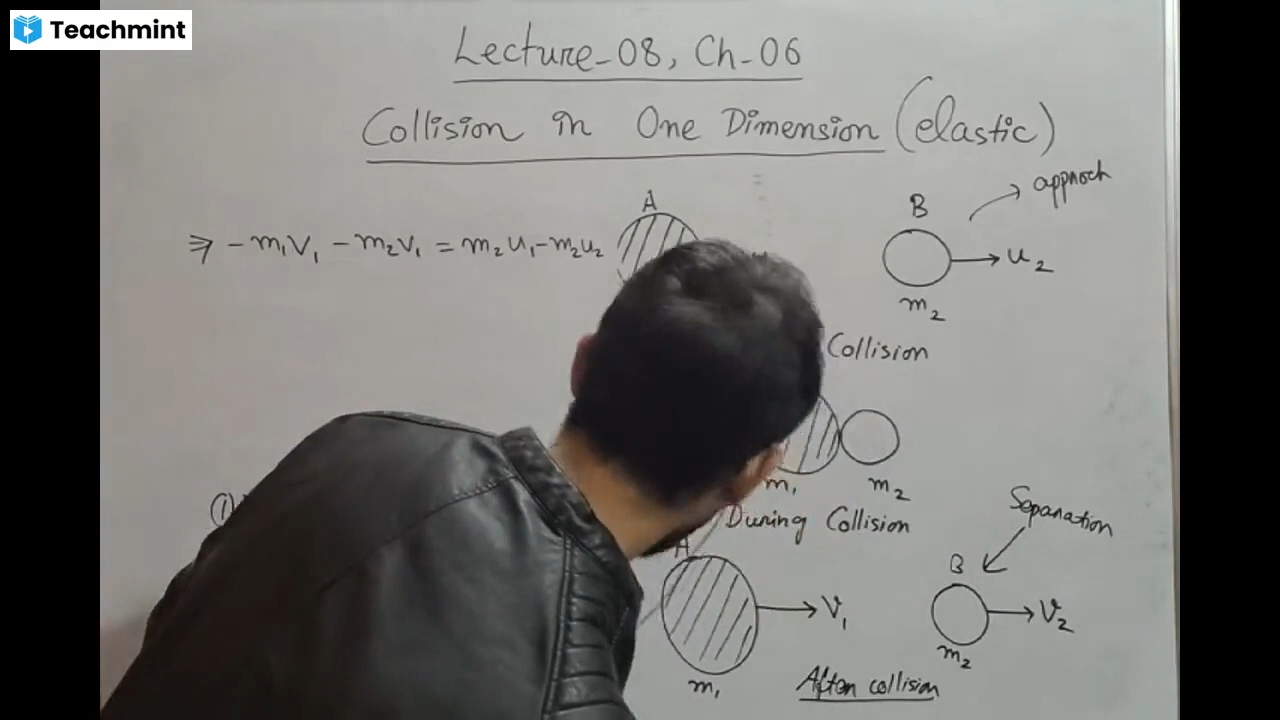 Teachmint
Lecture-08, Ch-06
Collision in One Dimension (elastic)
⇒ -m₁V₁ - m₂V₁ = m₂u₁-m₂u₂
A
B
approch
u₂
m₂
Collision
m₁
m₂
During Collision
Separation
①
A
B
V₁
V₂
m₁
m₂
After collision